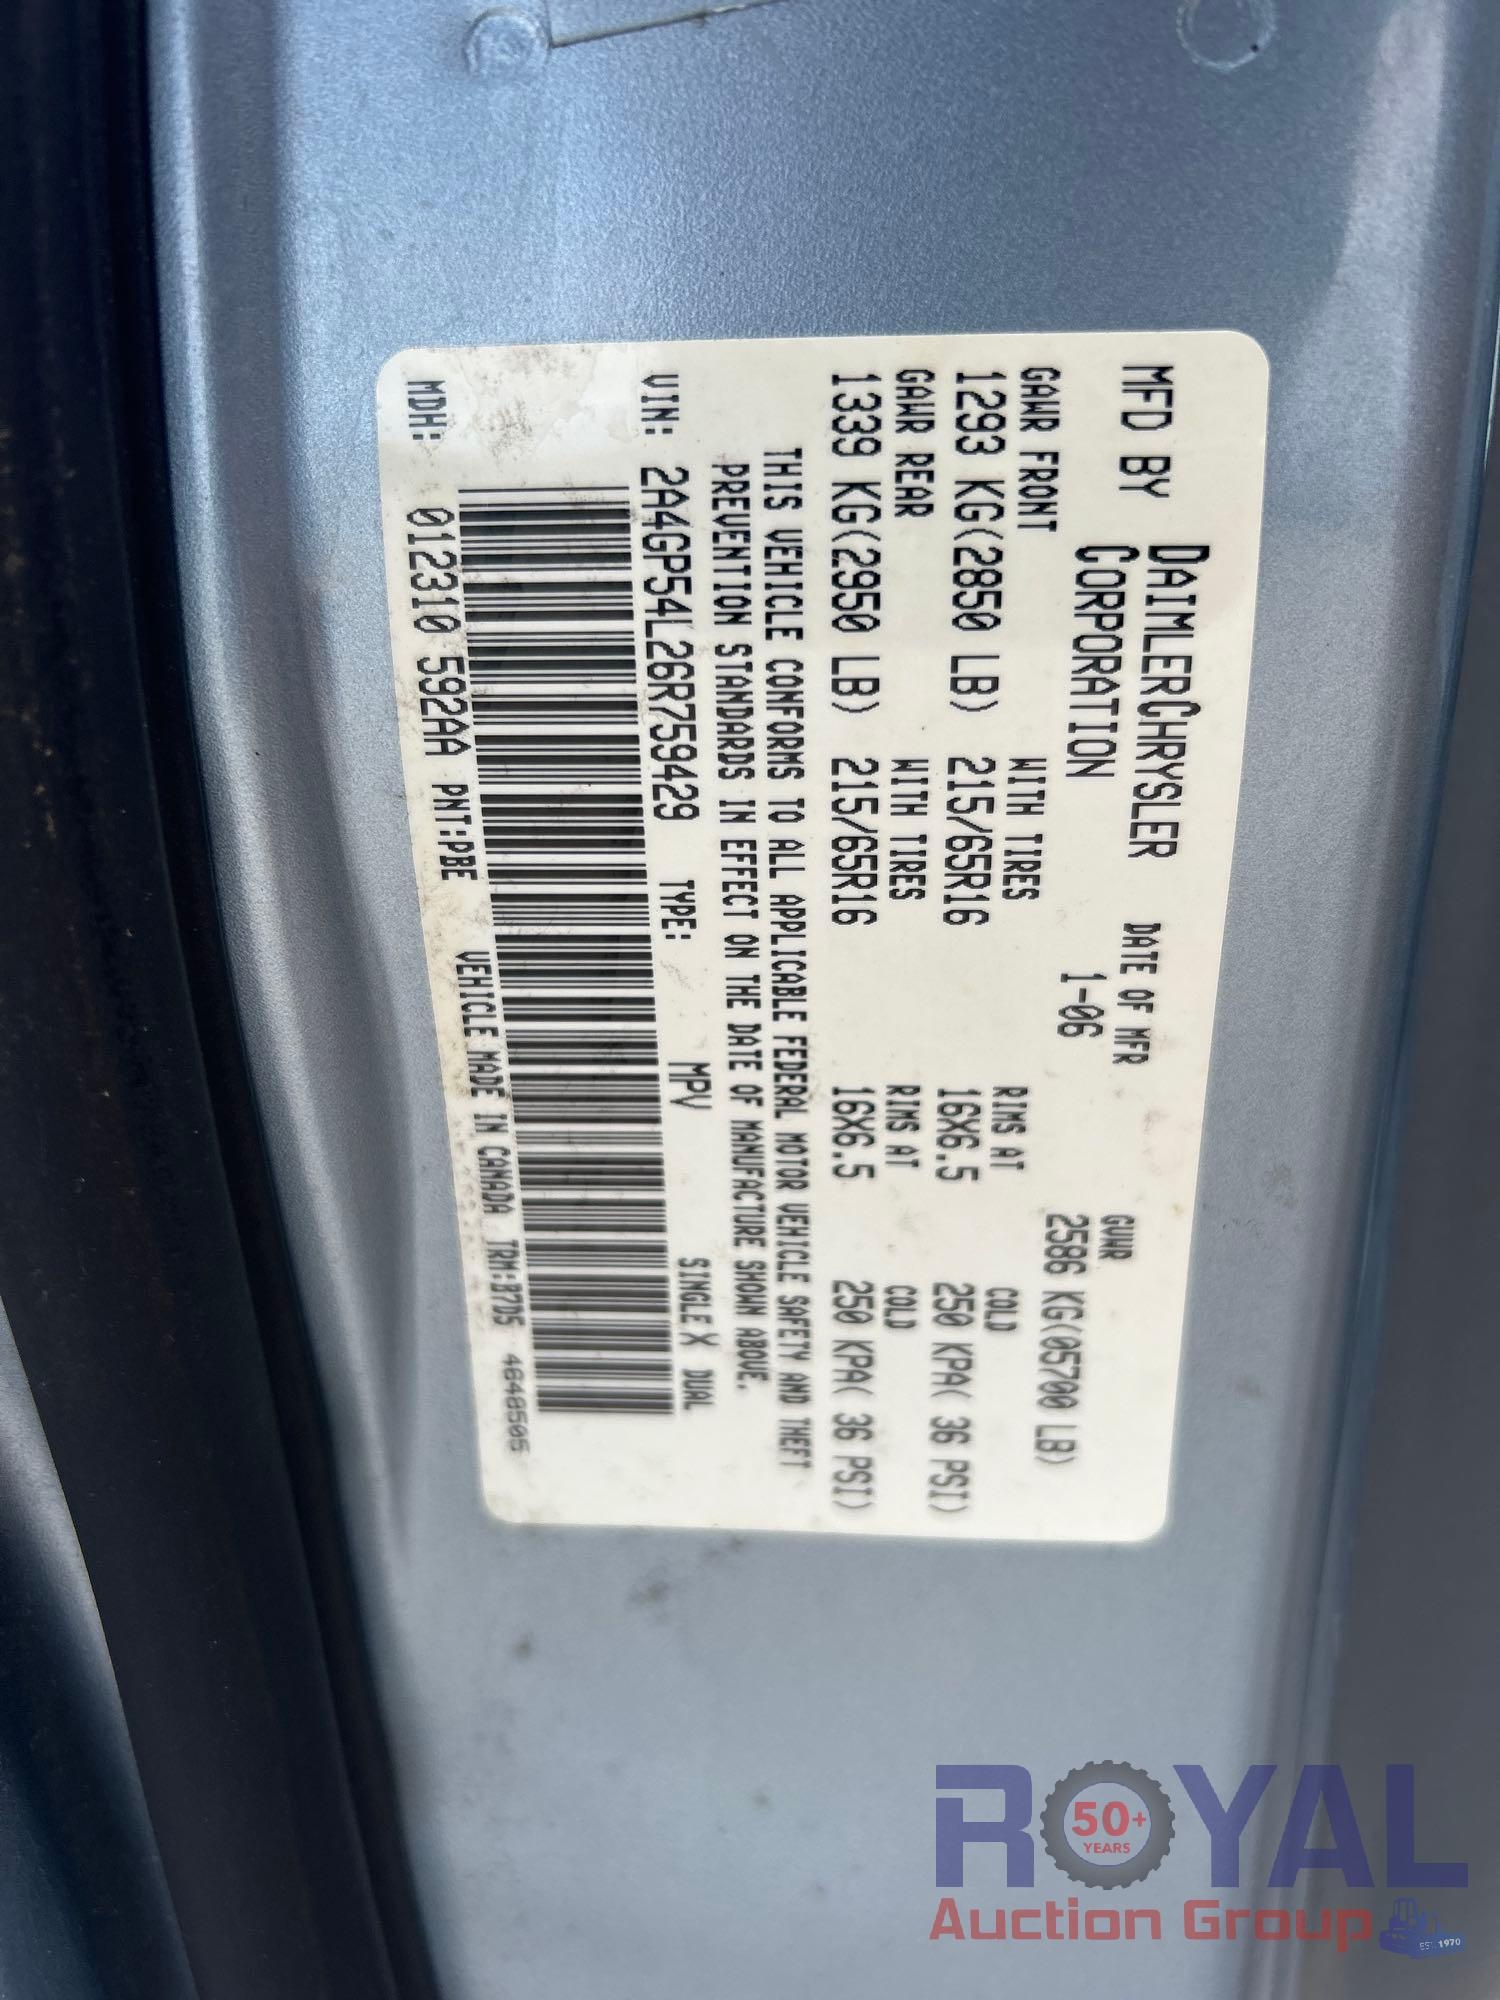 MFD BY DAIMLERCHRYSLER CORPORATION
DATE OF MFR
1-06
GVWR
2586 KG(05700 LB)
GAWR FRONT WITH TIRES RIMS AT COLD
1293 KG(2850 LB) 215/65R16 16X6.5 250 KPA( 36 PSI)
GAWR REAR WITH TIRES RIMS AT COLD
1339 KG(2950 LB) 215/65R16 16X6.5 250 KPA( 36 PSI)
THIS VEHICLE CONFORMS TO ALL APPLICABLE FEDERAL MOTOR VEHICLE SAFETY AND THEFT
PREVENTION STANDARDS IN EFFECT ON THE DATE OF MANUFACTURE SHOWN ABOVE.
VIN: 2A4GP54L26R759429 TYPE: MPV SINGLE X DUAL
MDH: 012310 592AA PNT:PBE VEHICLE MADE IN CANADA TRM:B7D5 4648505
ROYAL
50+
YEARS
Auction Group
EST. 1970